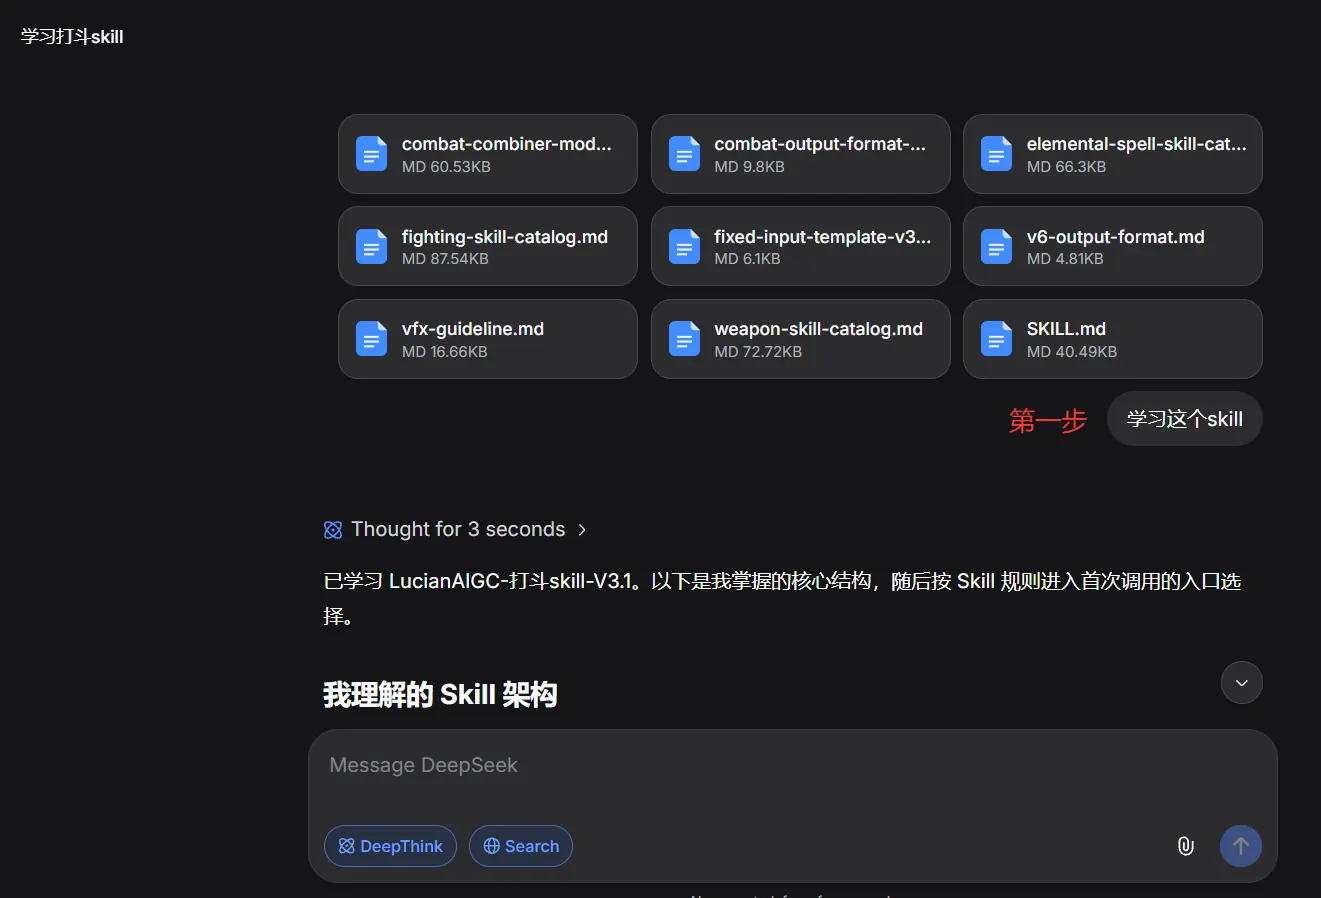 学习打斗skill
combat-combiner-mod...
MD 60.53KB
combat-output-format-...
MD 9.8KB
elemental-spell-skill-cat...
MD 66.3KB
fighting-skill-catalog.md
MD 87.54KB
fixed-input-template-v3...
MD 6.1KB
v6-output-format.md
MD 4.81KB
vfx-guideline.md
MD 16.66KB
weapon-skill-catalog.md
MD 72.72KB
SKILL.md
MD 40.49KB
第一步
学习这个skill
Thought for 3 seconds
已学习 LucianAIGC-打斗skill-V3.1。以下是我掌握的核心结构，随后按 Skill 规则进入首次调用的入口选
择。
我理解的 Skill 架构
Message DeepSeek
DeepThink
Search